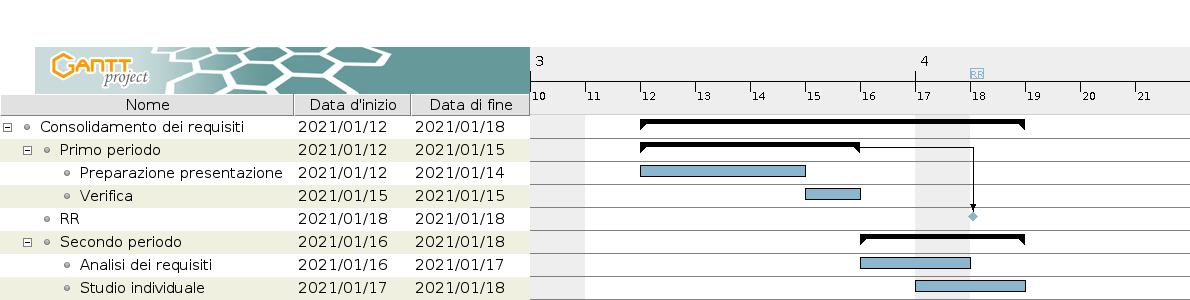 GANTT
project
3
4
RR
10 11 12 13 14 15 16 17 18 19 20 21
Nome Data d'inizio Data di fine
Consolidamento dei requisiti 2021/01/12 2021/01/18
Primo periodo 2021/01/12 2021/01/15
Preparazione presentazione 2021/01/12 2021/01/14
Verifica 2021/01/15 2021/01/15
RR 2021/01/18 2021/01/18
Secondo periodo 2021/01/16 2021/01/18
Analisi dei requisiti 2021/01/16 2021/01/17
Studio individuale 2021/01/17 2021/01/18